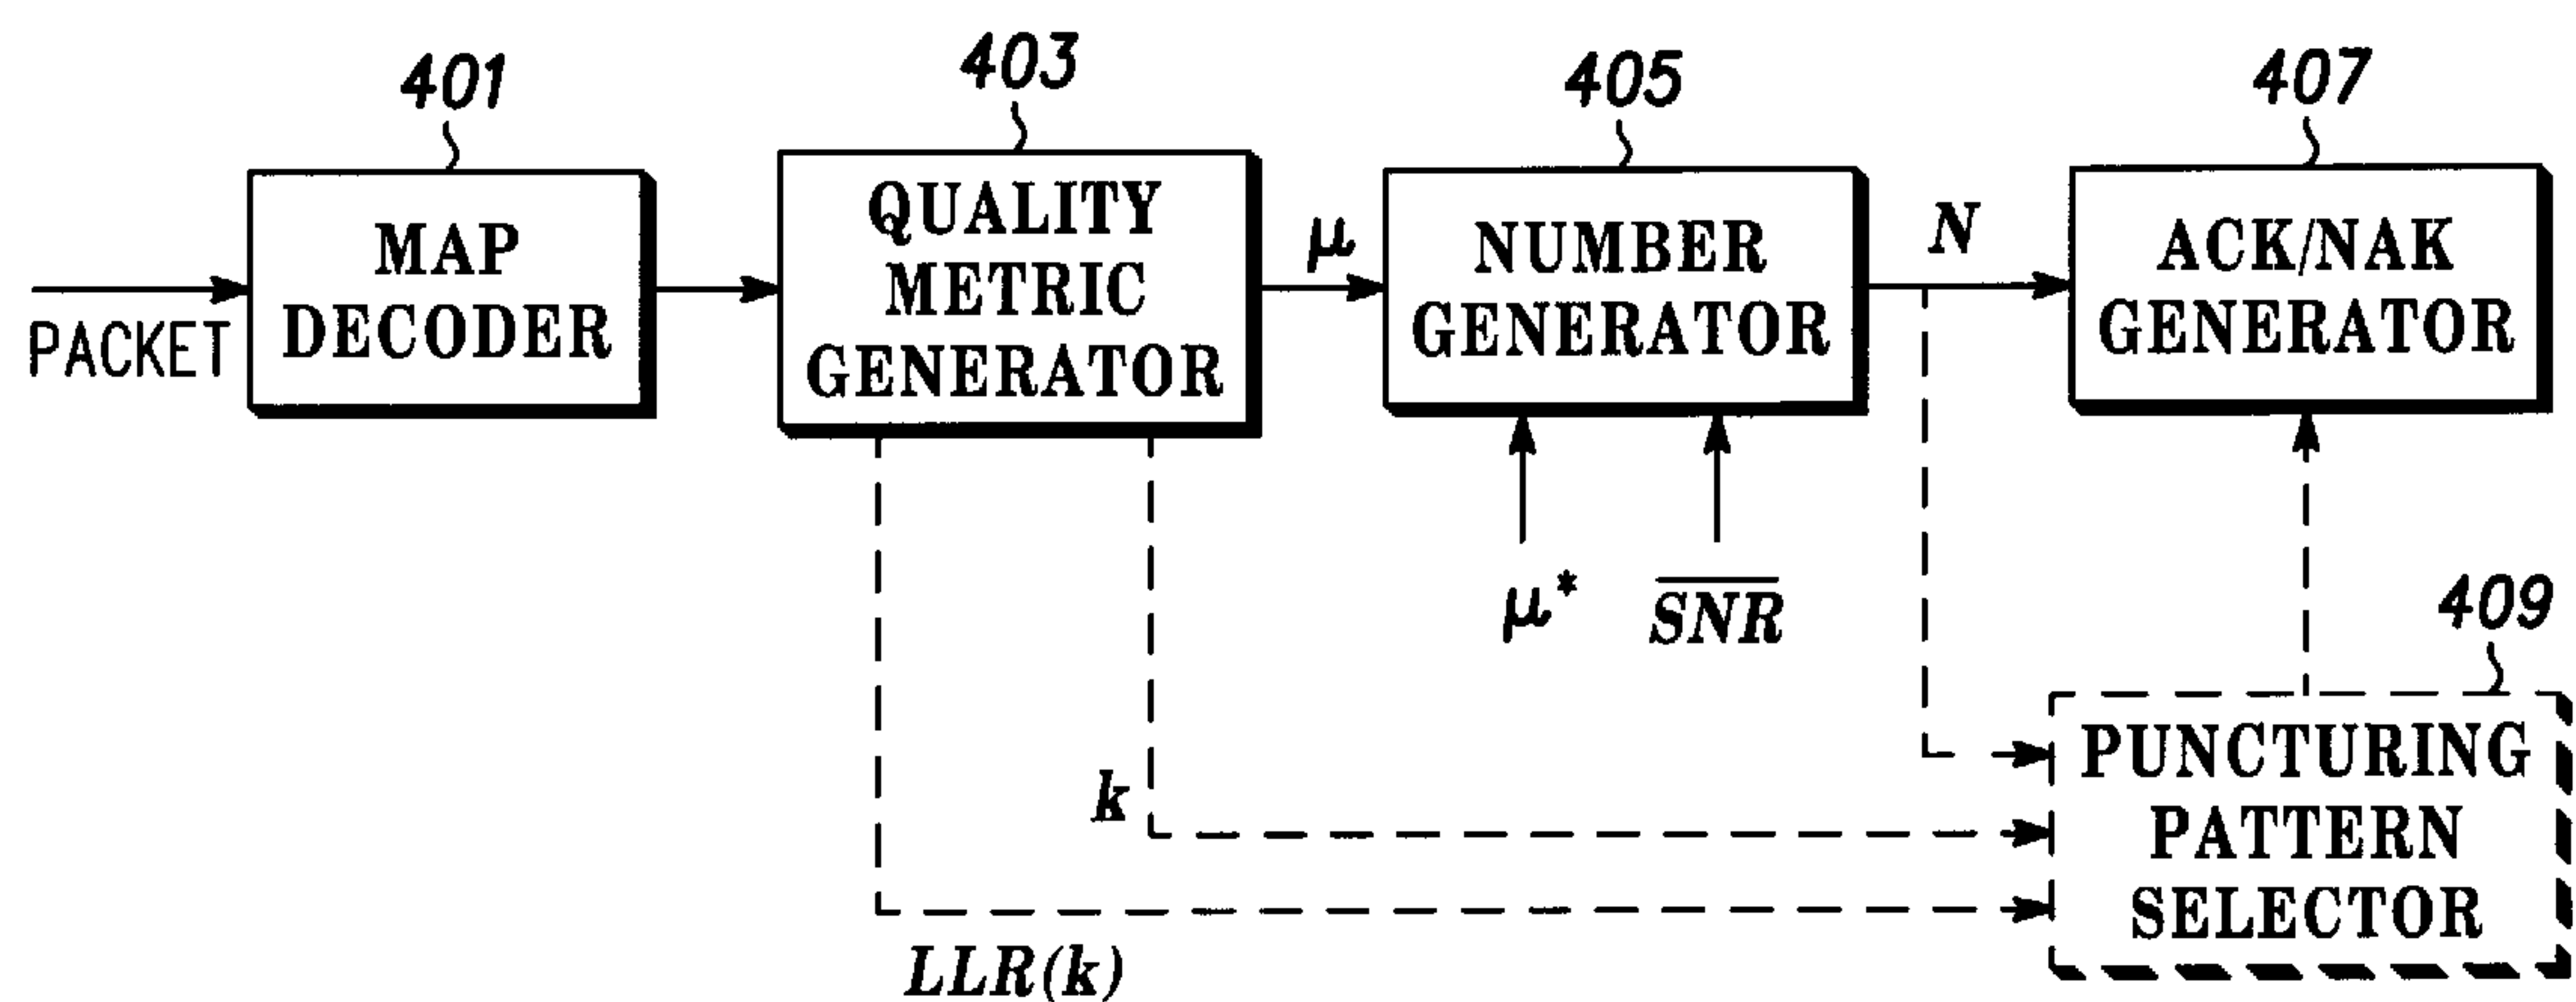 401
403
405
407
PACKET
MAP
DECODER
QUALITY
METRIC
GENERATOR
μ
NUMBER
GENERATOR
N
ACK/NAK
GENERATOR
μ*
S̅N̅R̅
409
k
LLR(k)
PUNCTURING
PATTERN
SELECTOR